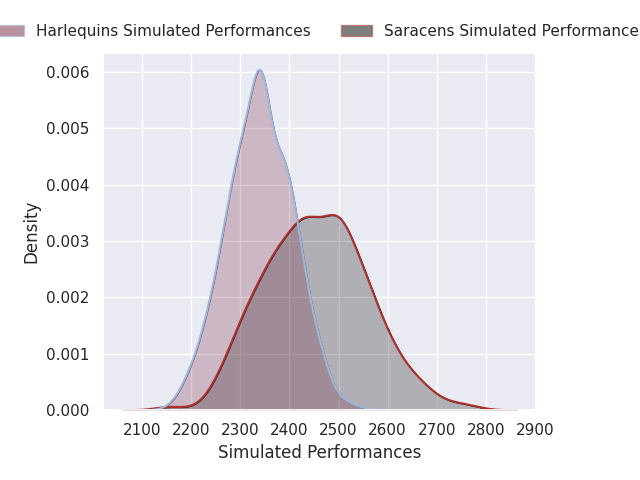 Harlequins Simulated Performances Saracens Simulated Performance
0.006
0.005
0.004
0.003
0.002
0.001
0.000
Density
2100 2200 2300 2400 2500 2600 2700 2800 2900
Simulated Performances